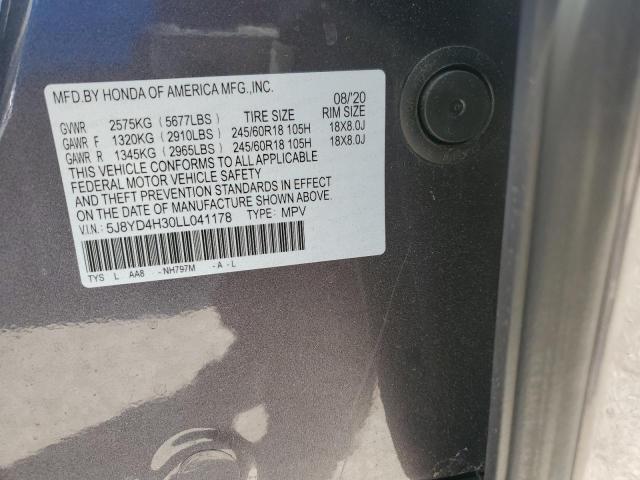 MFD.BY HONDA OF AMERICA MFG.,INC.
08/'20
GVWR 2575KG (5677LBS) TIRE SIZE RIM SIZE
GAWR F 1320KG (2910LBS) 245/60R18 105H 18X8.0J
GAWR R 1345KG (2965LBS) 245/60R18 105H 18X8.0J
THIS VEHICLE CONFORMS TO ALL APPLICABLE
FEDERAL MOTOR VEHICLE SAFETY
AND THEFT PREVENTION STANDARDS IN EFFECT
ON THE DATE OF MANUFACTURE SHOWN ABOVE.
V.I.N.: 5J8YD4H30LL041178 TYPE: MPV
TYS L AA8 -NH797M -A-L